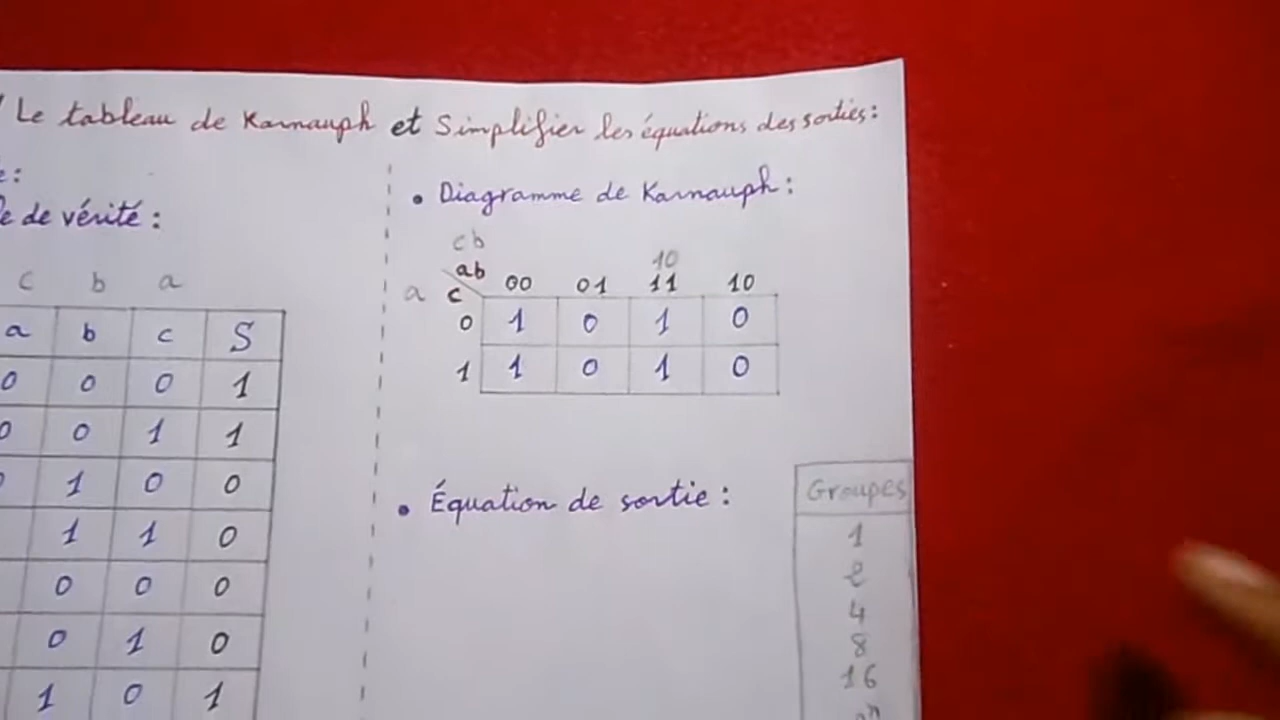 Le tableau de Karnauph et Simplifier les équations des sorties:
e:
e de vérité:
c b a
a b c S
0 0 0 1
0 0 1 1
0 1 0 0
1 1 0
0 0 0
0 1 0
1 0 1
• Diagramme de Karnauph:
cb
ab 00 01 10 11 10
a c
0 1 0 1 0
1 1 0 1 0
• Équation de sortie:
Groupes
1
2
4
8
16